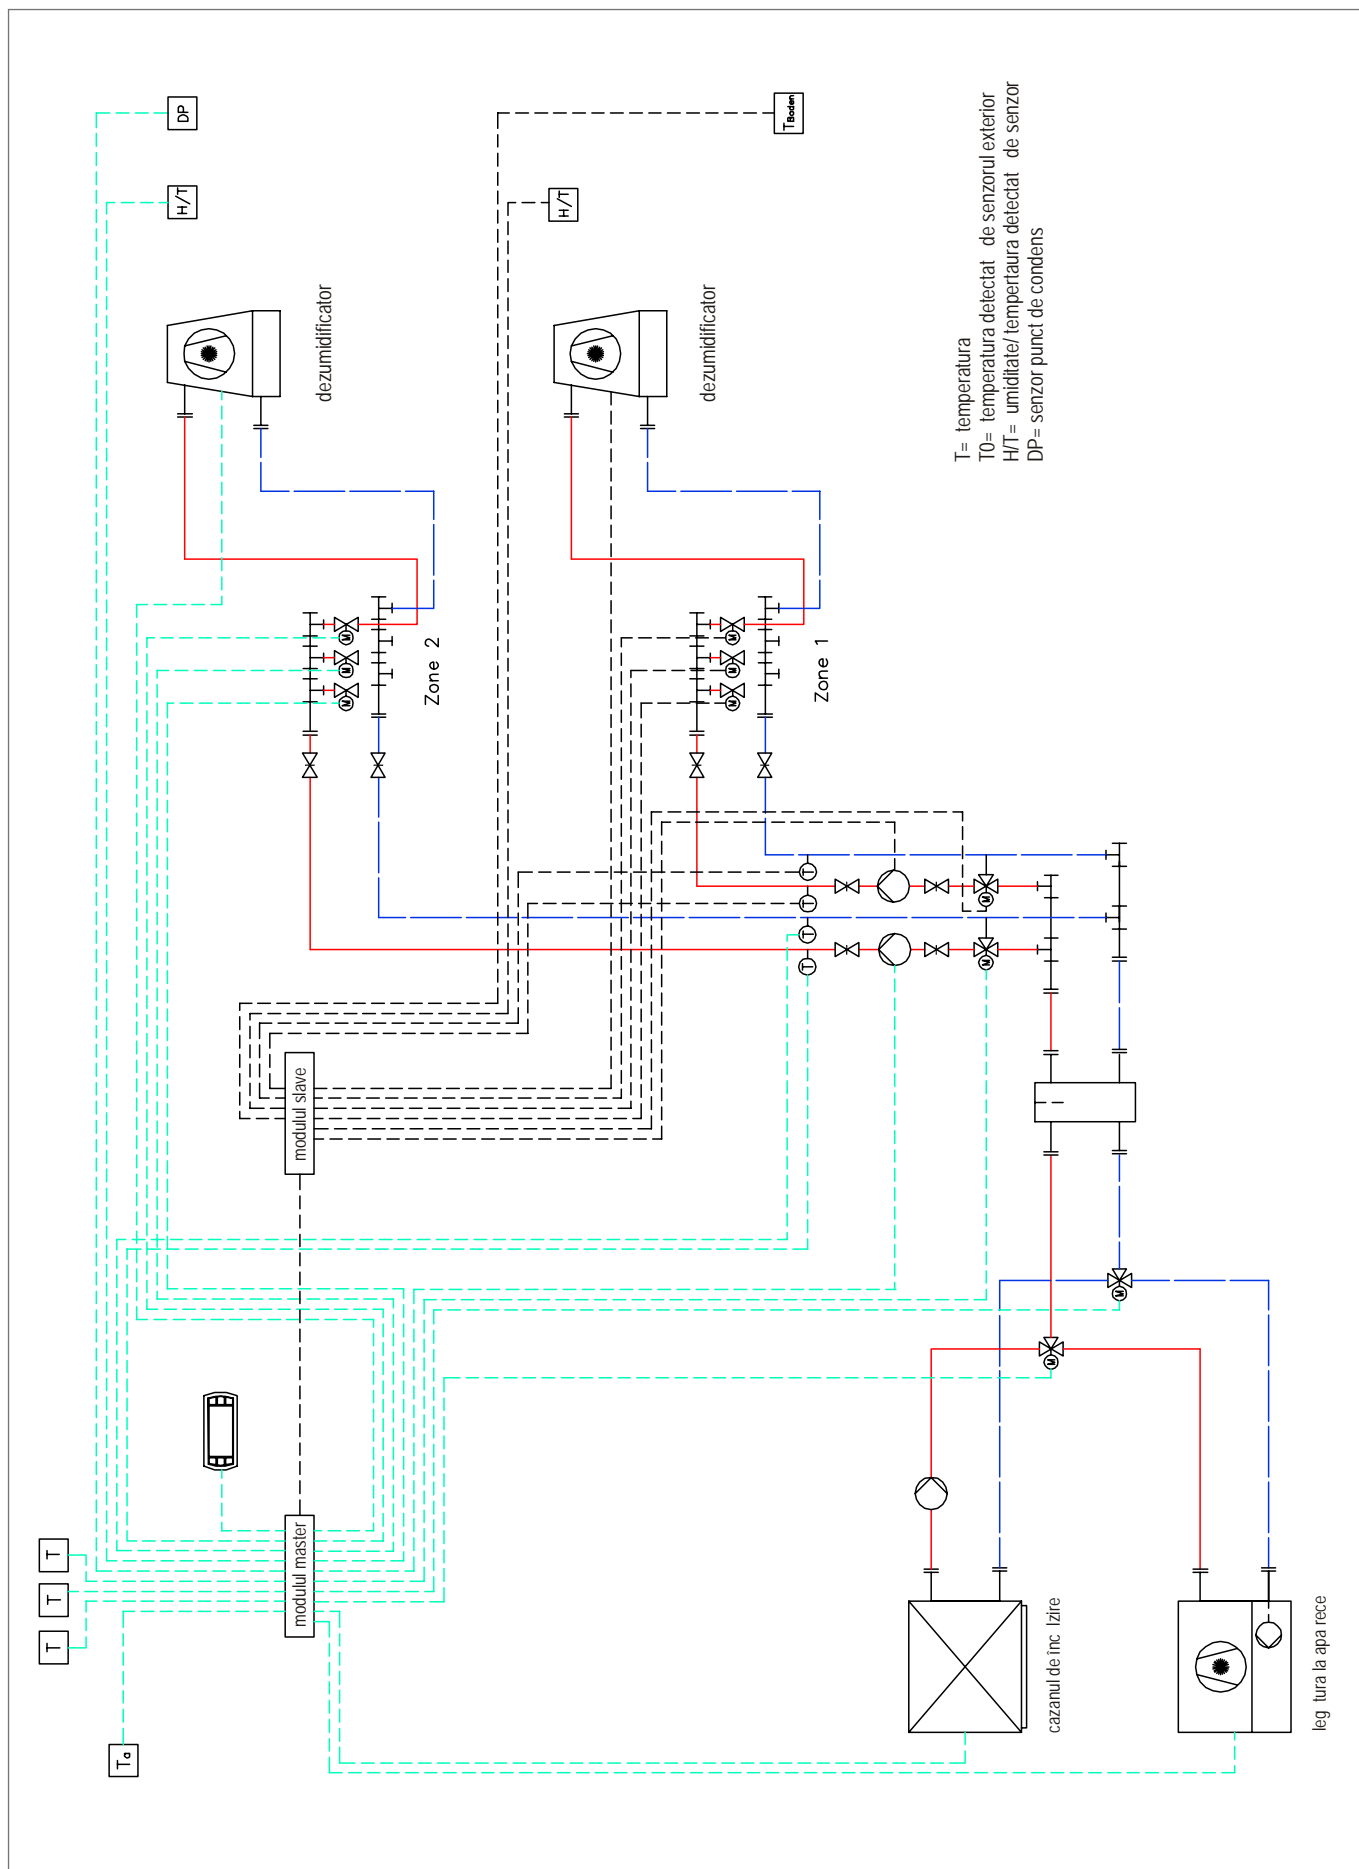 DP
H/T
dezumidificator
Zone 2
T Boden
H/T
dezumidificator
Zone 1
T= temperatura
T0= temperatura detectat de senzorul exterior
H/T= umiditate/ tempertaura detectat de senzor
DP= senzor punct de condens
M
M
M
M
M
M
T
T
T
T
M
M
modulul slave
modulul master
M
M
T
T
T
Ta
cazanul de înc lzire
leg tura la apa rece